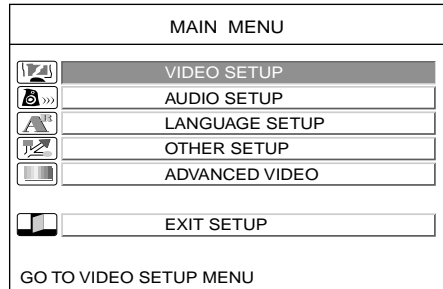 MAIN MENU
VIDEO SETUP
AUDIO SETUP
LANGUAGE SETUP
OTHER SETUP
ADVANCED VIDEO
EXIT SETUP
GO TO VIDEO SETUP MENU